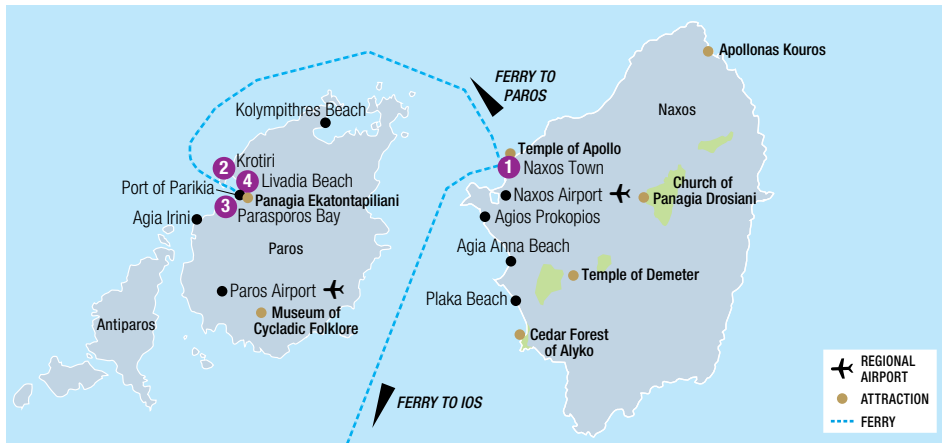 Apollonas Kouros
FERRY TO
PAROS
Kolympithres Beach
Naxos
Temple of Apollo
1 Naxos Town
2 Krotiri
4 Livadia Beach
Port of Parikia
Panagia Ekatontapiliani
3 Parasporos Bay
Agia Irini
Naxos Airport
Church of
Panagia Drosiani
Agios Prokopios
Paros
Agia Anna Beach
Temple of Demeter
Paros Airport
Plaka Beach
Museum of
Cycladic Folklore
Antiparos
Cedar Forest
of Alyko
FERRY TO IOS
REGIONAL
AIRPORT
ATTRACTION
FERRY